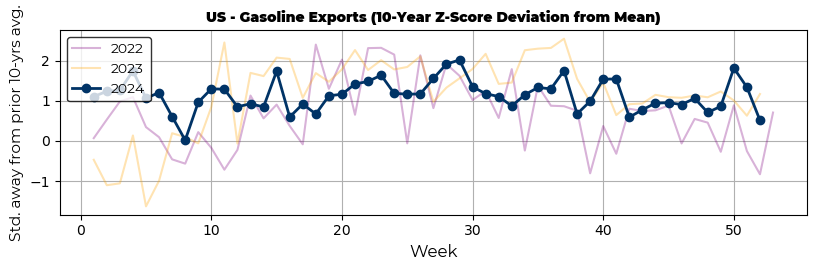 US - Gasoline Exports (10-Year Z-Score Deviation from Mean)
Std. away from prior 10-yrs avg.
2022
2023
2024
2
1
0
−1
0 10 20 30 40 50
Week